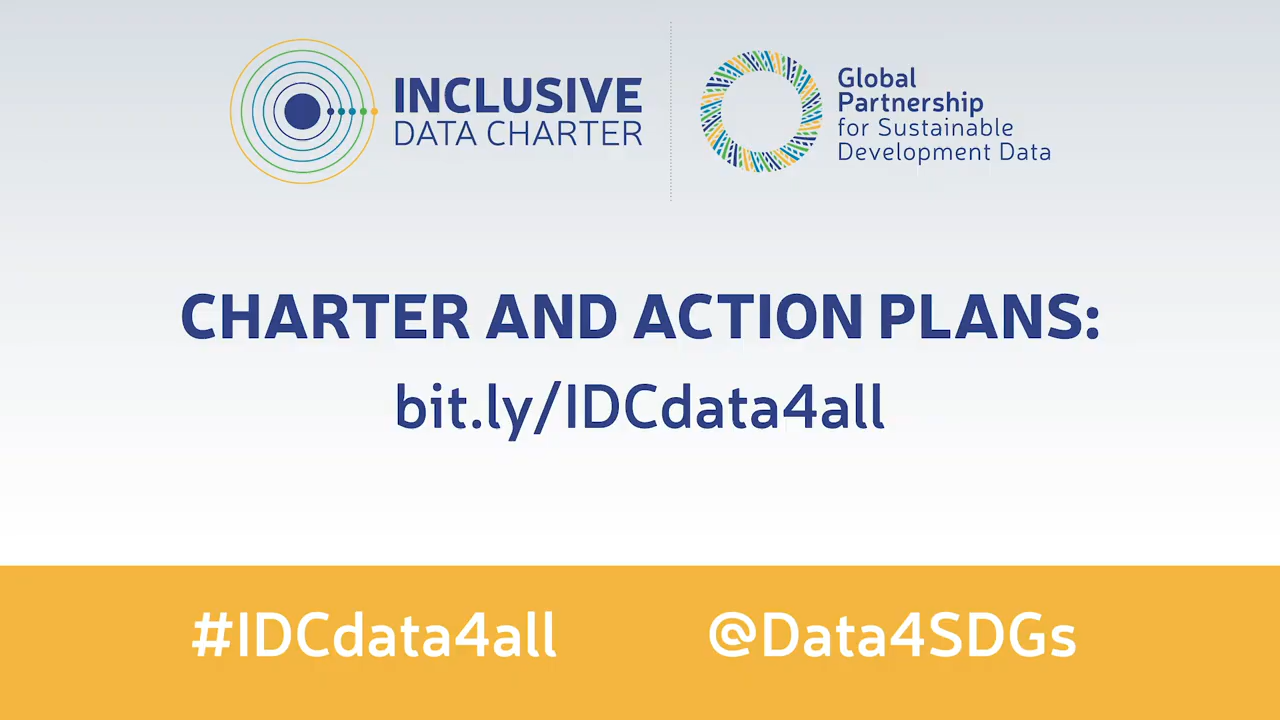 INCLUSIVE
DATA CHARTER
Global
Partnership
for Sustainable
Development Data
CHARTER AND ACTION PLANS:
bit.ly/IDCdata4all
#IDCdata4all
@Data4SDGs